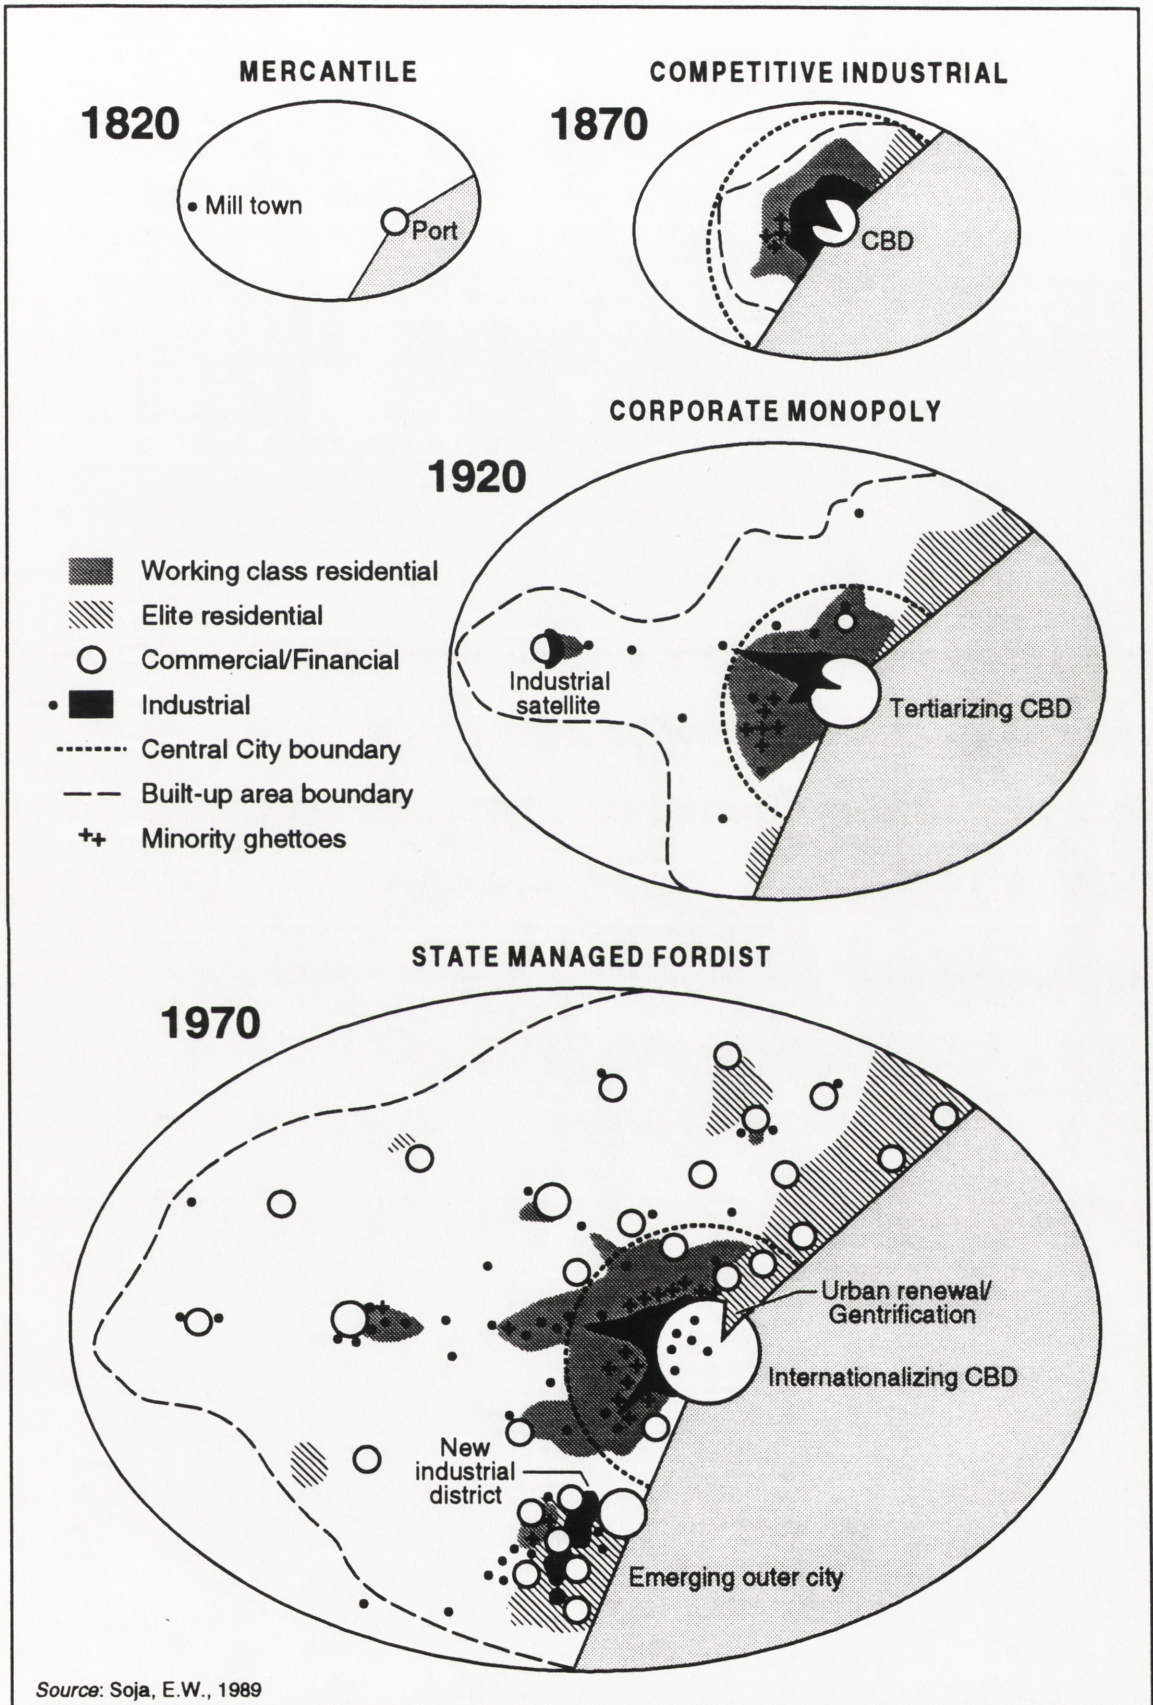 MERCANTILE
1820
Mill town
Port
COMPETITIVE INDUSTRIAL
1870
CBD
CORPORATE MONOPOLY
1920
Industrial
satellite
Tertiarizing CBD
Working class residential
Elite residential
Commercial/Financial
Industrial
Central City boundary
Built-up area boundary
Minority ghettoes
STATE MANAGED FORDIST
1970
Urban renewal/
Gentrification
Internationalizing CBD
New
industrial
district
Emerging outer city
Source: Soja, E.W., 1989